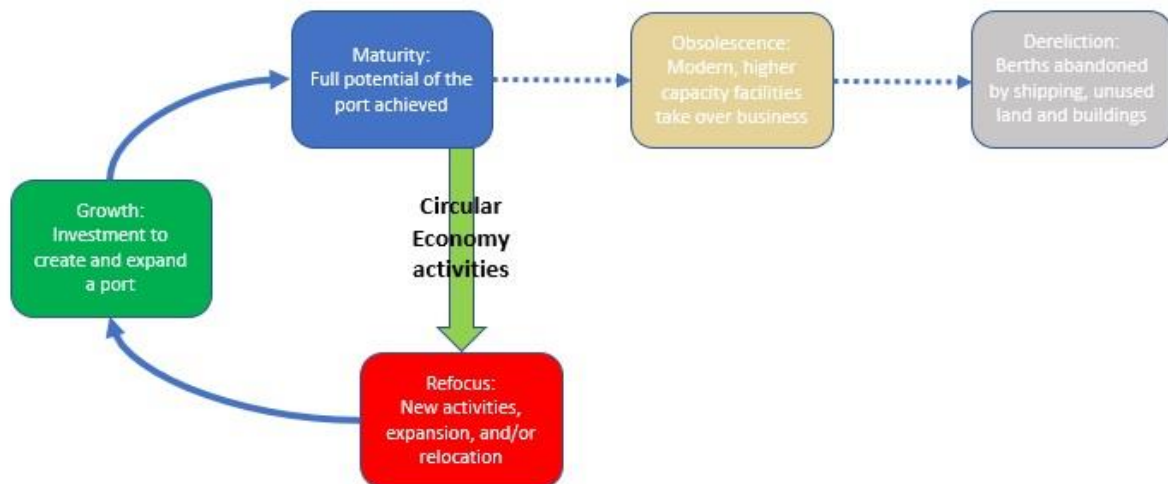 Maturity:
Full potential of the
port achieved
Obsolescence:
Modern, higher
capacity facilities
take over business
Dereliction:
Berths abandoned
by shipping, unused
land and buildings
Growth:
Investment to
create and expand
a port
Circular
Economy
activities
Refocus:
New activities,
expansion, and/or
relocation